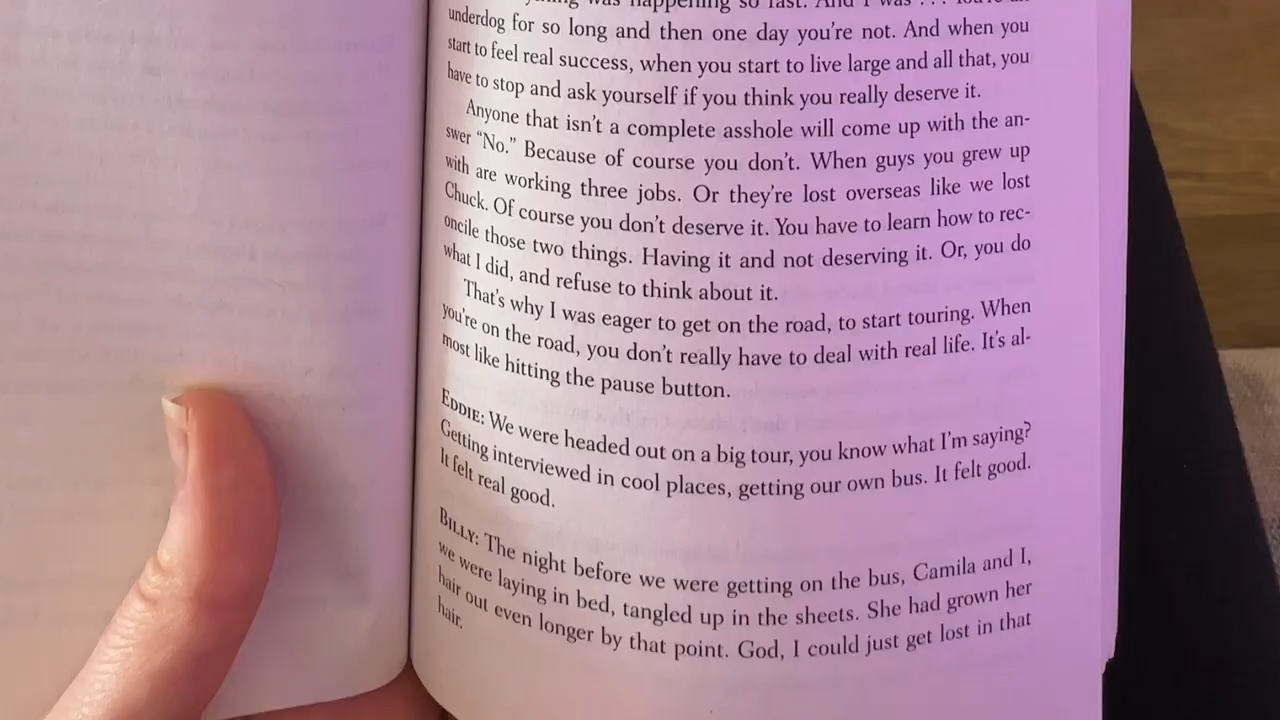 was happening so fast. And I was . . . You're an
underdog for so long and then one day you're not. And when you
start to feel real success, when you start to live large and all that, you
have to stop and ask yourself if you think you really deserve it.
Anyone that isn't a complete asshole will come up with the an-
swer “No.” Because of course you don't. When guys you grew up
with are working three jobs. Or they're lost overseas like we lost
Chuck. Of course you don't deserve it. You have to learn how to rec-
oncile those two things. Having it and not deserving it. Or, you do
what I did, and refuse to think about it.
That's why I was eager to get on the road, to start touring. When
you're on the road, you don't really have to deal with real life. It's al-
most like hitting the pause button.
EDDIE: We were headed out on a big tour, you know what I'm saying?
Getting interviewed in cool places, getting our own bus. It felt good.
It felt real good.
BILLY: The night before we were getting on the bus, Camila and I,
we were laying in bed, tangled up in the sheets. She had grown her
hair out even longer by that point. God, I could just get lost in that
hair.